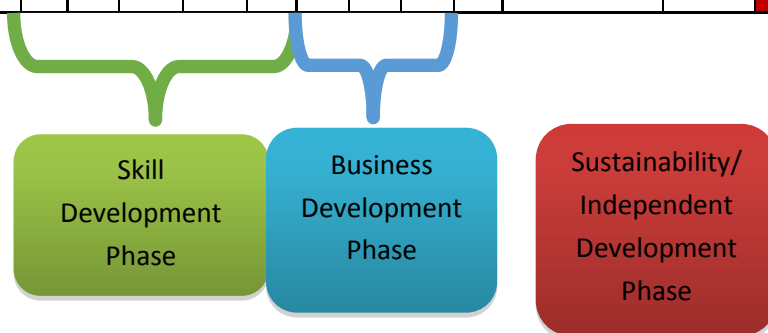 Skill
Development
Phase
Business
Development
Phase
Sustainability/
Independent
Development
Phase